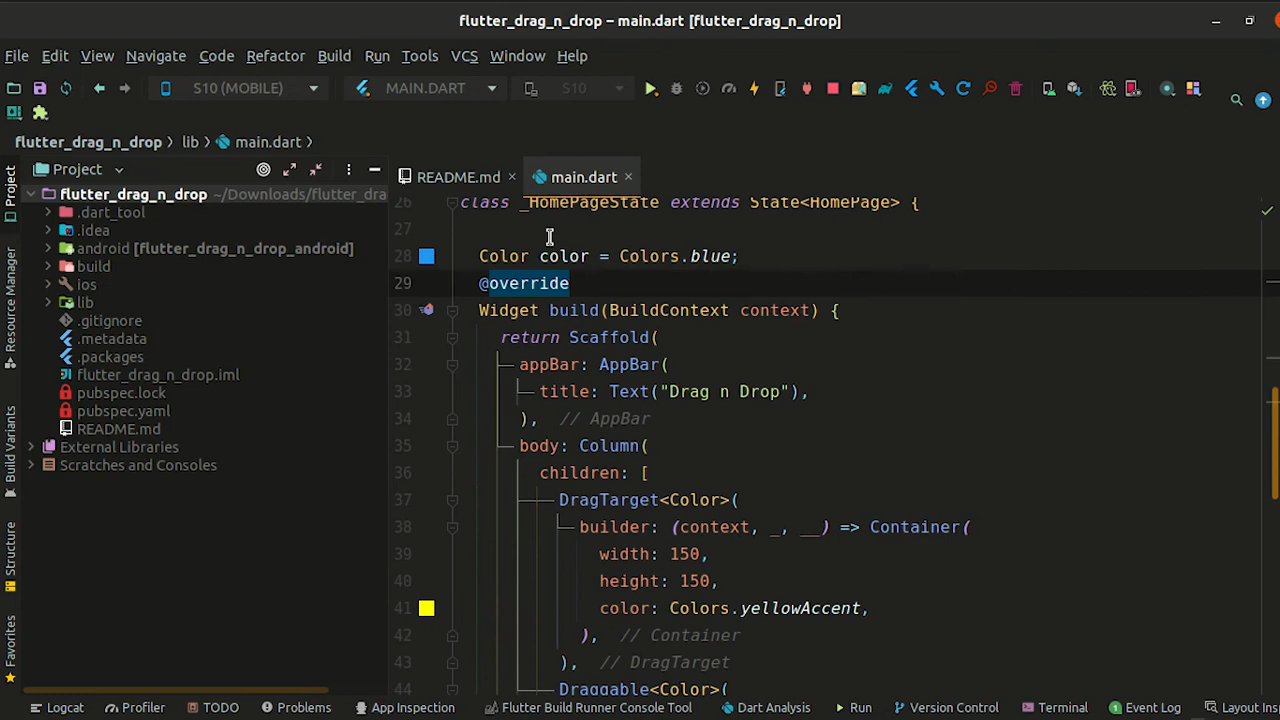 flutter_drag_n_drop – main.dart [flutter_drag_n_drop]
File Edit View Navigate Code Refactor Build Run Tools VCS Window Help
S10 (MOBILE) MAIN.DART S10
flutter_drag_n_drop lib main.dart
Project
README.md main.dart
flutter_drag_n_drop ~/Downloads/flutter_dra
.dart_tool
.idea
android [flutter_drag_n_drop_android]
build
ios
lib
.gitignore
.metadata
.packages
flutter_drag_n_drop.iml
pubspec.lock
pubspec.yaml
README.md
External Libraries
Scratches and Consoles
Project
Resource Manager
Build Variants
Structure
Favorites
26 class _HomePageState extends State<HomePage> {
27
28 Color color = Colors.blue;
29 @override
30 Widget build(BuildContext context) {
31 return Scaffold(
32 appBar: AppBar(
33 title: Text("Drag n Drop"),
34 ), // AppBar
35 body: Column(
36 children: [
37 DragTarget<Color>(
38 builder: (context, _, __) => Container(
39 width: 150,
40 height: 150,
41 color: Colors.yellowAccent,
42 ), // Container
43 ), // DragTarget
44 Draggable<Color>(
Logcat Profiler TODO Problems App Inspection Flutter Build Runner Console Tool Dart Analysis Run Version Control Terminal Event Log Layout Ins